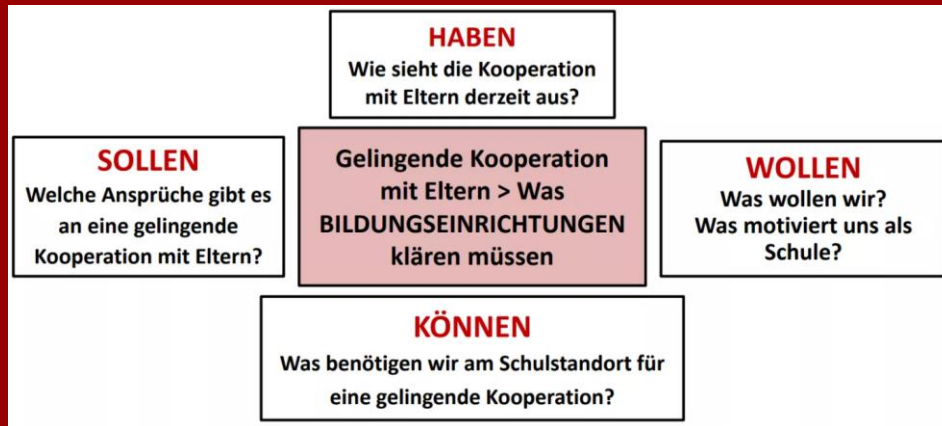 HABEN
Wie sieht die Kooperation
mit Eltern derzeit aus?
SOLLEN
Welche Ansprüche gibt es
an eine gelingende
Kooperation mit Eltern?
Gelingende Kooperation
mit Eltern > Was
BILDUNGSEINRICHTUNGEN
klären müssen
WOLLEN
Was wollen wir?
Was motiviert uns als
Schule?
KÖNNEN
Was benötigen wir am Schulstandort für
eine gelingende Kooperation?